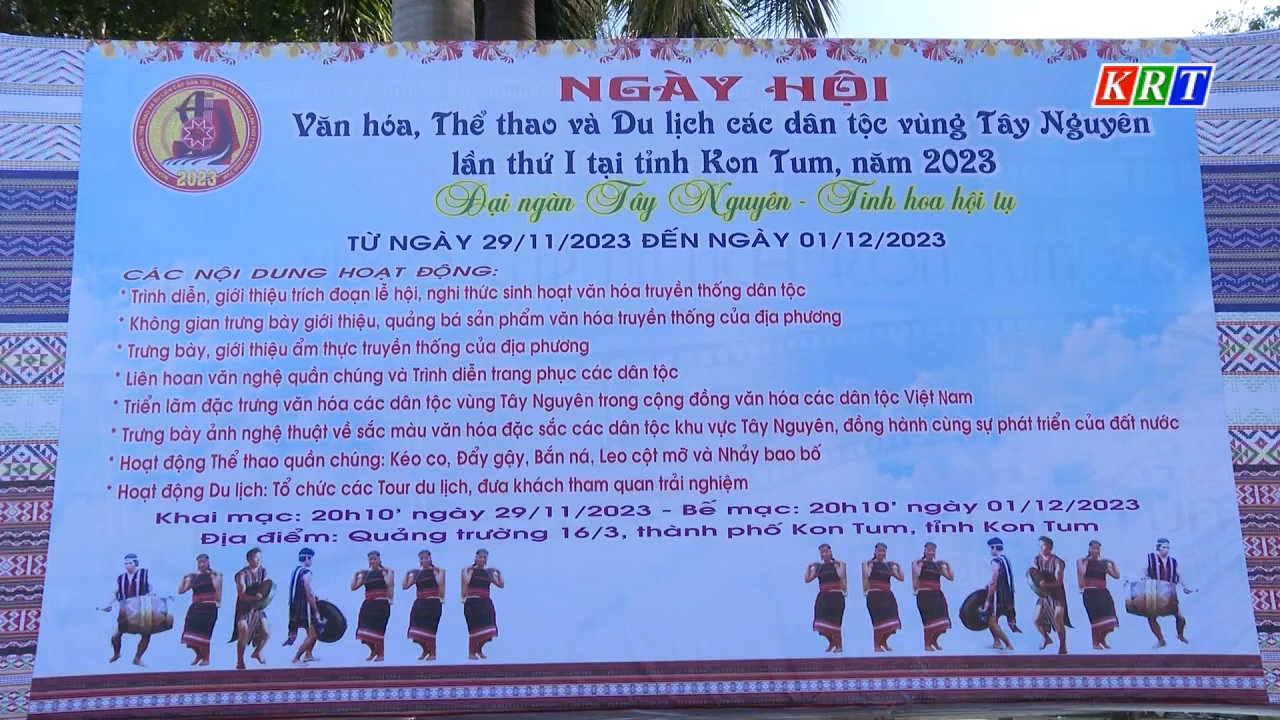 KRT
NGÀY HỘI
Văn hóa, Thể thao và Du lịch các dân tộc vùng Tây Nguyên
lần thứ I tại tỉnh Kon Tum, năm 2023
Đại ngàn Tây Nguyên - Tinh hoa hội tụ
2023
TỪ NGÀY 29/11/2023 ĐẾN NGÀY 01/12/2023
CÁC NỘI DUNG HOẠT ĐỘNG:
* Trình diễn, giới thiệu trích đoạn lễ hội, nghi thức sinh hoạt văn hóa truyền thống dân tộc
* Không gian trưng bày giới thiệu, quảng bá sản phẩm văn hóa truyền thống của địa phương
* Trưng bày, giới thiệu ẩm thực truyền thống của địa phương
* Liên hoan văn nghệ quần chúng và Trình diễn trang phục các dân tộc
* Triển lãm đặc trưng văn hóa các dân tộc vùng Tây Nguyên trong cộng đồng văn hóa các dân tộc Việt Nam
* Trưng bày ảnh nghệ thuật về sắc màu văn hóa đặc sắc các dân tộc khu vực Tây Nguyên, đồng hành cùng sự phát triển của đất nước
* Hoạt động Thể thao quần chúng: Kéo co, Đẩy gậy, Bắn ná, Leo cột mỡ và Nhảy bao bố
* Hoạt động Du lịch: Tổ chức các Tour du lịch, đưa khách tham quan trải nghiệm
Khai mạc: 20h10' ngày 29/11/2023 - Bế mạc: 20h10' ngày 01/12/2023
Địa điểm: Quảng trường 16/3, thành phố Kon Tum, tỉnh Kon Tum